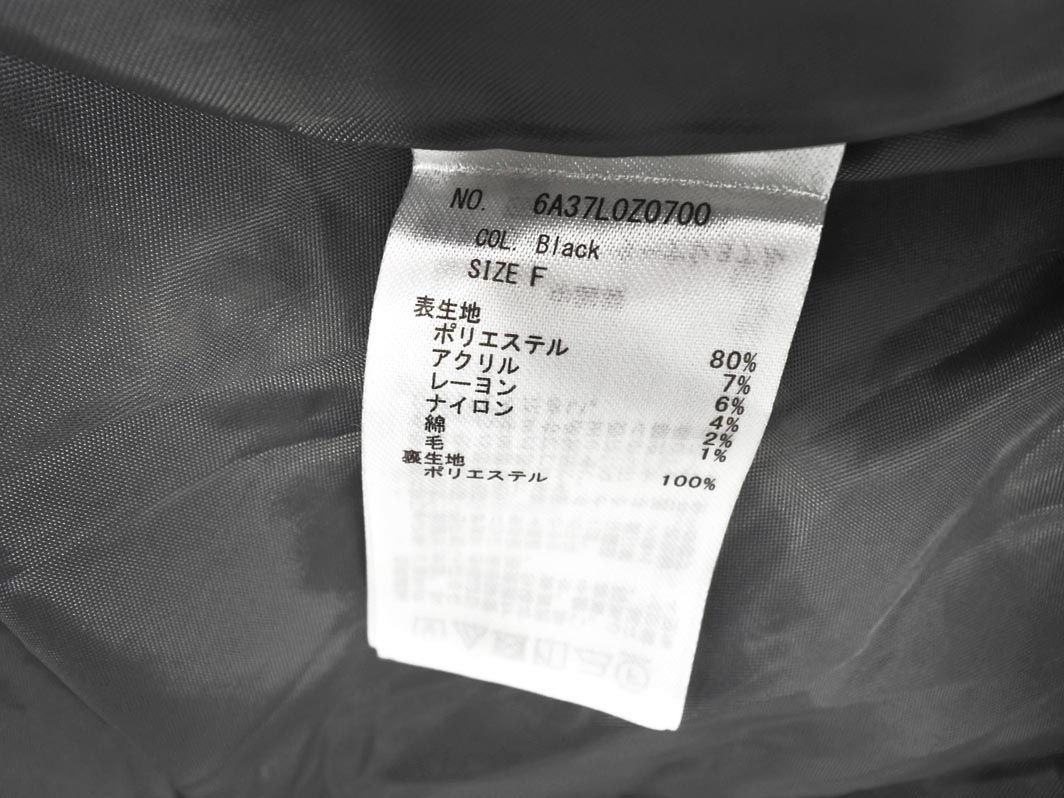 NO. 6A37L0Z0700
COL. Black
SIZE F
表生地
ポリエステル 80%
アクリル 7%
レーヨン 6%
ナイロン 4%
綿 2%
毛 1%
裏生地
ポリエステル 100%